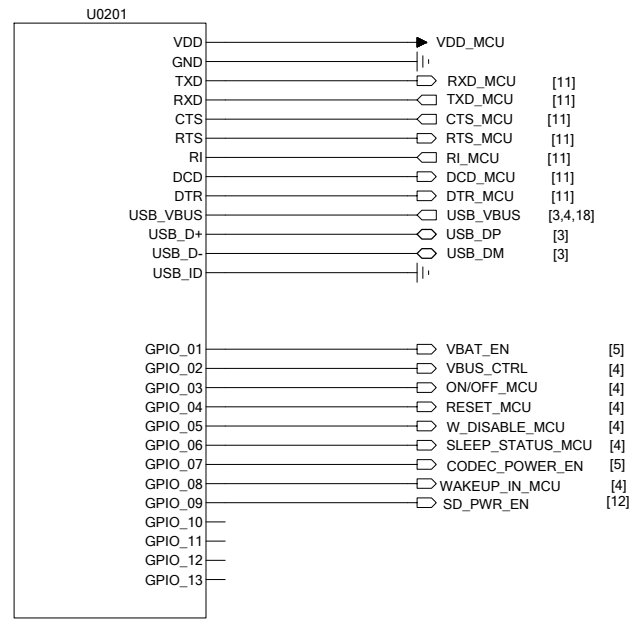 U0201
VDD VDD_MCU
GND
TXD RXD_MCU [11]
RXD TXD_MCU [11]
CTS CTS_MCU [11]
RTS RTS_MCU [11]
RI RI_MCU [11]
DCD DCD_MCU [11]
DTR DTR_MCU [11]
USB_VBUS USB_VBUS [3,4,18]
USB_D+ USB_DP [3]
USB_D- USB_DM [3]
USB_ID
GPIO_01 VBAT_EN [5]
GPIO_02 VBUS_CTRL [4]
GPIO_03 ON/OFF_MCU [4]
GPIO_04 RESET_MCU [4]
GPIO_05 W_DISABLE_MCU [4]
GPIO_06 SLEEP_STATUS_MCU [4]
GPIO_07 CODEC_POWER_EN [5]
GPIO_08 WAKEUP_IN_MCU [4]
GPIO_09 SD_PWR_EN [12]
GPIO_10
GPIO_11
GPIO_12
GPIO_13